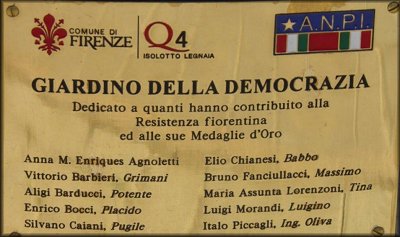 COMUNE DI
FIRENZE
Q4
ISOLOTTO LEGNAIA
A.N.P.I.
GIARDINO DELLA DEMOCRAZIA
Dedicato a quanti hanno contribuito alla
Resistenza fiorentina
ed alle sue Medaglie d'Oro
Anna M. Enriques Agnoletti
Vittorio Barbieri, Grimani
Aligi Barducci, Potente
Enrico Bocci, Placido
Silvano Caiani, Pugile
Elio Chianesi, Babbo
Bruno Fanciullacci, Massimo
Maria Assunta Lorenzoni, Tina
Luigi Morandi, Luigino
Italo Piccagli, Ing. Oliva